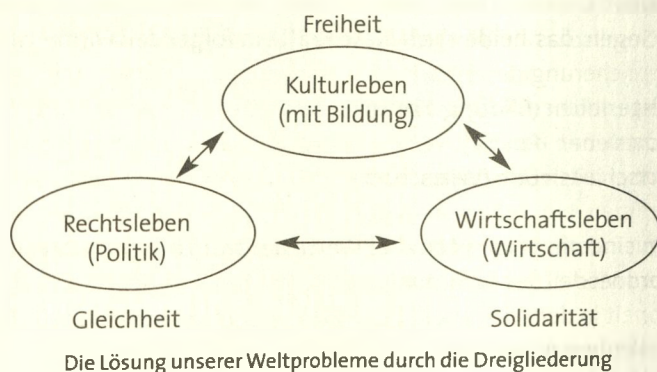 Freiheit
Kulturleben
(mit Bildung)
Rechtsleben
(Politik)
Wirtschaftsleben
(Wirtschaft)
Gleichheit
Solidarität
Die Lösung unserer Weltprobleme durch die Dreigliederung